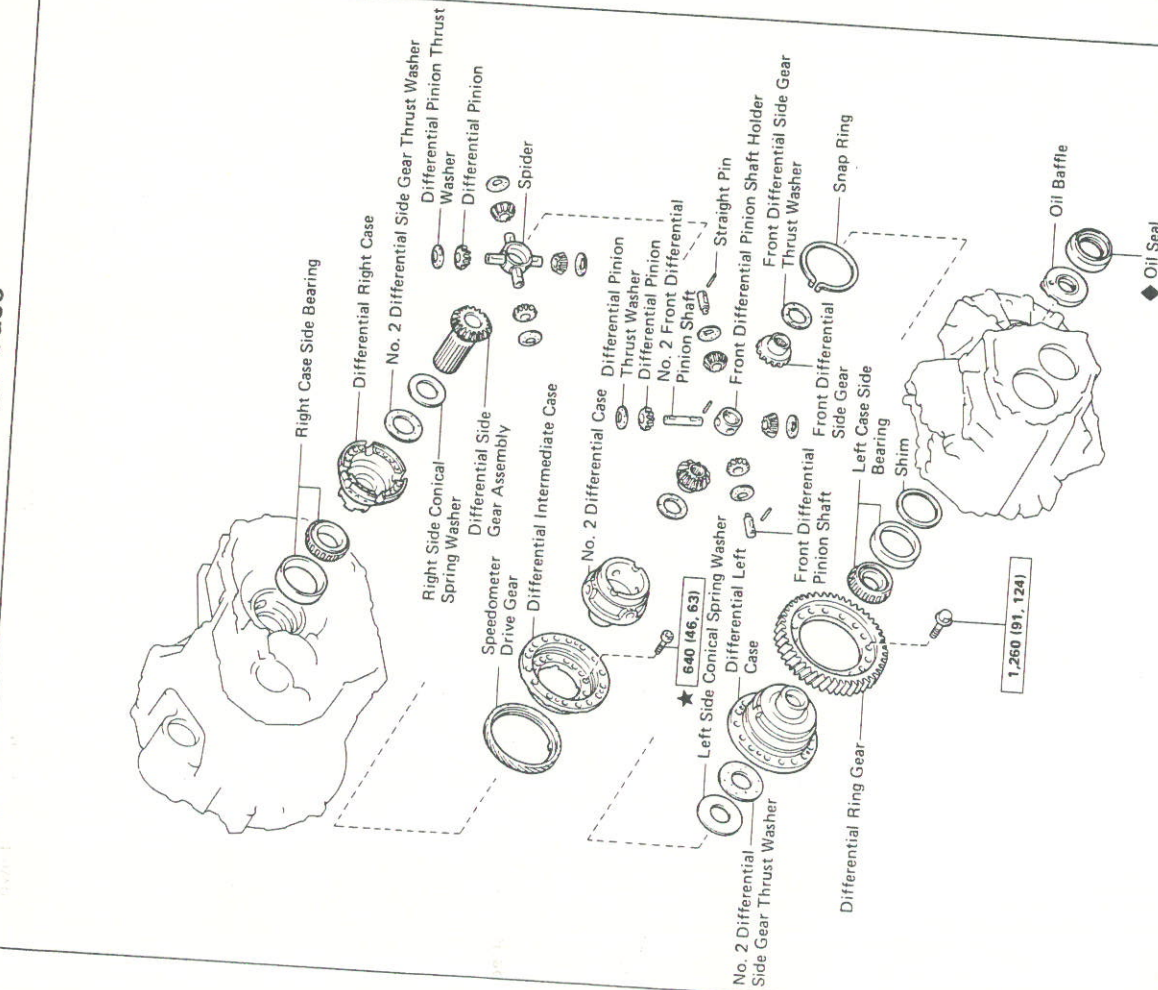 Right Case Side Bearing
Differential Right Case
No. 2 Differential Side Gear Thrust Washer
Differential Pinion Thrust
Washer
Differential Pinion
Spider
Right Side Conical
Spring Washer
Differential Side
Gear Assembly
Speedometer
Drive Gear
Differential Intermediate Case
No. 2 Differential Case
Differential Pinion
Thrust Washer
Differential Pinion
No. 2 Front Differential
Pinion Shaft
Straight Pin
Front Differential Pinion Shaft Holder
Front Differential Side Gear
Thrust Washer
Snap Ring
★ 640 (46, 63)
Left Side Conical Spring Washer
Differential Left
Case
Front Differential
Pinion Shaft
Front Differential
Side Gear
Left Case Side
Bearing
Shim
Oil Baffle
◆ Oil Seal
No. 2 Differential
Side Gear Thrust Washer
Differential Ring Gear
1,260 (91, 124)